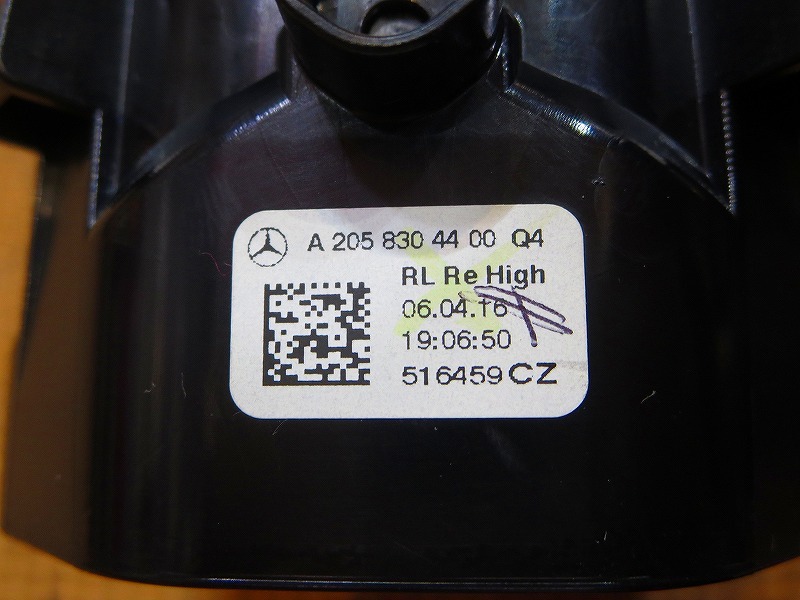 A 205 830 44 00 Q4
RL Re High
06.04.16
19:06:50
516459 CZ